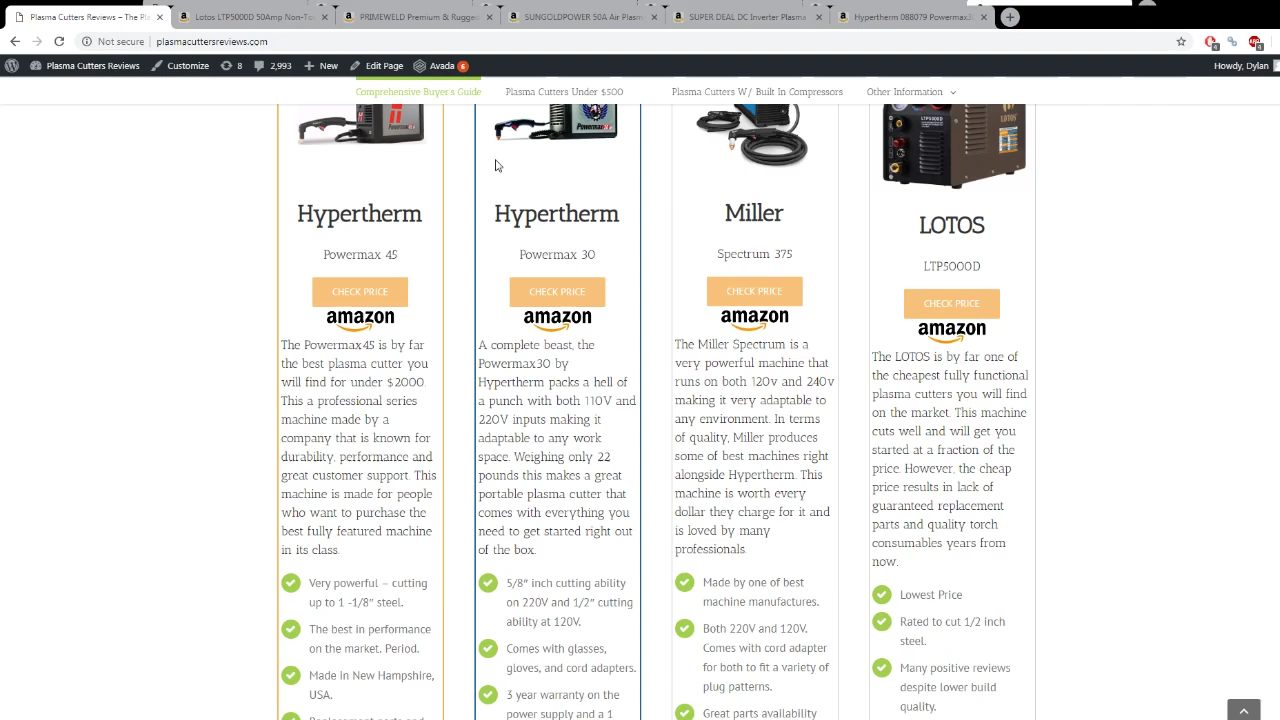 Plasma Cutters Reviews – The Pl
Lotos LTP5000D 50Amp Non-To
PRIMEWELD Premium & Rugge
SUNGOLDPOWER 50A Air Plasm
SUPER DEAL DC Inverter Plasma
Hypertherm 088079 Powermax3
Not secure | plasmacuttersreviews.com
Plasma Cutters Reviews Customize 8 2,993 New Edit Page Avada 6 Howdy, Dylan
Comprehensive Buyer's Guide Plasma Cutters Under $500 Plasma Cutters W/ Built In Compressors Other Information
Hypertherm
Powermax 45
CHECK PRICE
amazon
The Powermax45 is by far
the best plasma cutter you
will find for under $2000.
This a professional series
machine made by a
company that is known for
durability, performance and
great customer support. This
machine is made for people
who want to purchase the
best fully featured machine
in its class.
Very powerful – cutting
up to 1 -1/8" steel.
The best in performance
on the market. Period.
Made in New Hampshire,
USA.
Hypertherm
Powermax 30
CHECK PRICE
amazon
A complete beast, the
Powermax30 by
Hypertherm packs a hell of
a punch with both 110V and
220V inputs making it
adaptable to any work
space. Weighing only 22
pounds this makes a great
portable plasma cutter that
comes with everything you
need to get started right out
of the box.
5/8" inch cutting ability
on 220V and 1/2" cutting
ability at 120V.
Comes with glasses,
gloves, and cord adapters.
3 year warranty on the
power supply and a 1
Miller
Spectrum 375
CHECK PRICE
amazon
The Miller Spectrum is a
very powerful machine that
runs on both 120v and 240v
making it very adaptable to
any environment. In terms
of quality, Miller produces
some of best machines right
alongside Hypertherm. This
machine is worth every
dollar they charge for it and
is loved by many
professionals.
Made by one of best
machine manufactures.
Both 220V and 120V.
Comes with cord adapter
for both to fit a variety of
plug patterns.
Great parts availability
LOTOS
LTP5000D
CHECK PRICE
amazon
The LOTOS is by far one of
the cheapest fully functional
plasma cutters you will find
on the market. This machine
cuts well and will get you
started at a fraction of the
price. However, the cheap
price results in lack of
guaranteed replacement
parts and quality torch
consumables years from
now.
Lowest Price
Rated to cut 1/2 inch
steel.
Many positive reviews
despite lower build
quality.